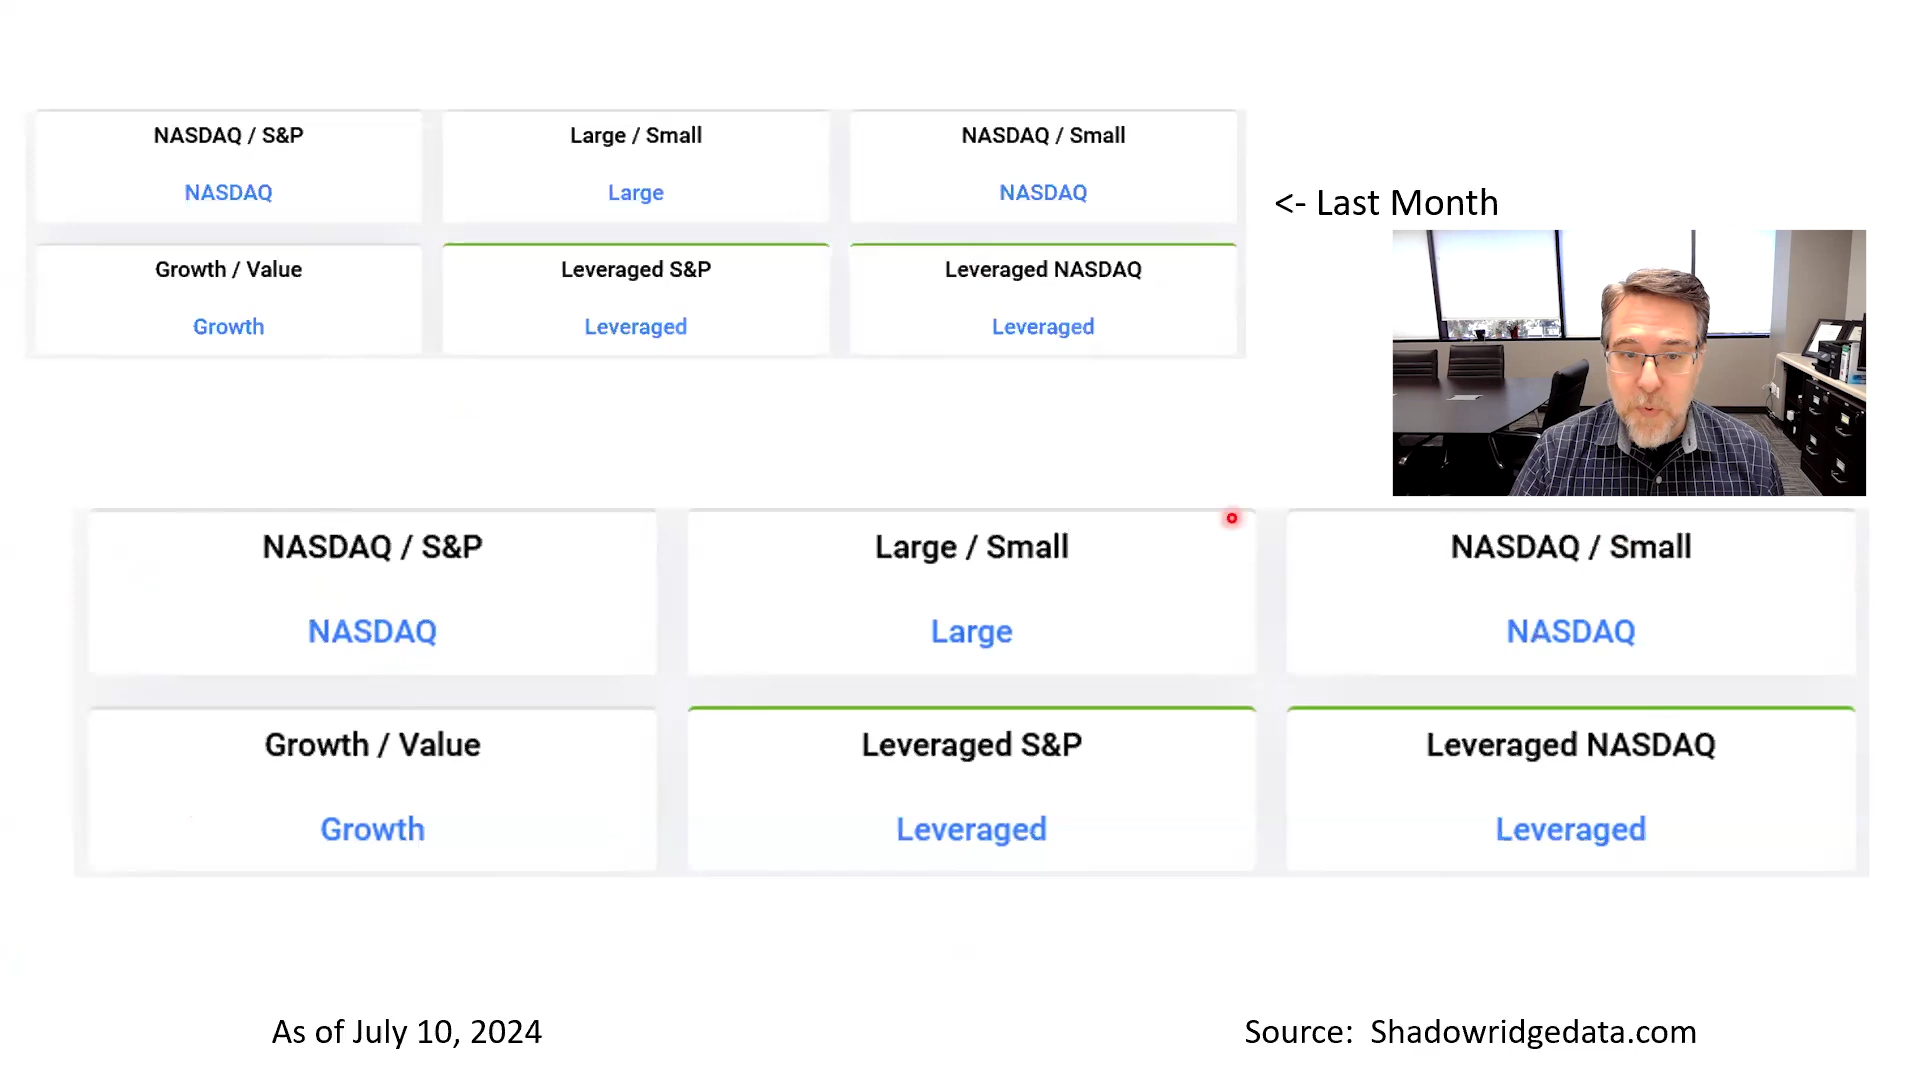 NASDAQ / S&P
Large / Small
NASDAQ / Small
NASDAQ
Large
NASDAQ
<- Last Month
Growth / Value
Leveraged S&P
Leveraged NASDAQ
Growth
Leveraged
Leveraged
NASDAQ / S&P
Large / Small
NASDAQ / Small
NASDAQ
Large
NASDAQ
Growth / Value
Leveraged S&P
Leveraged NASDAQ
Growth
Leveraged
Leveraged
As of July 10, 2024
Source:  Shadowridgedata.com